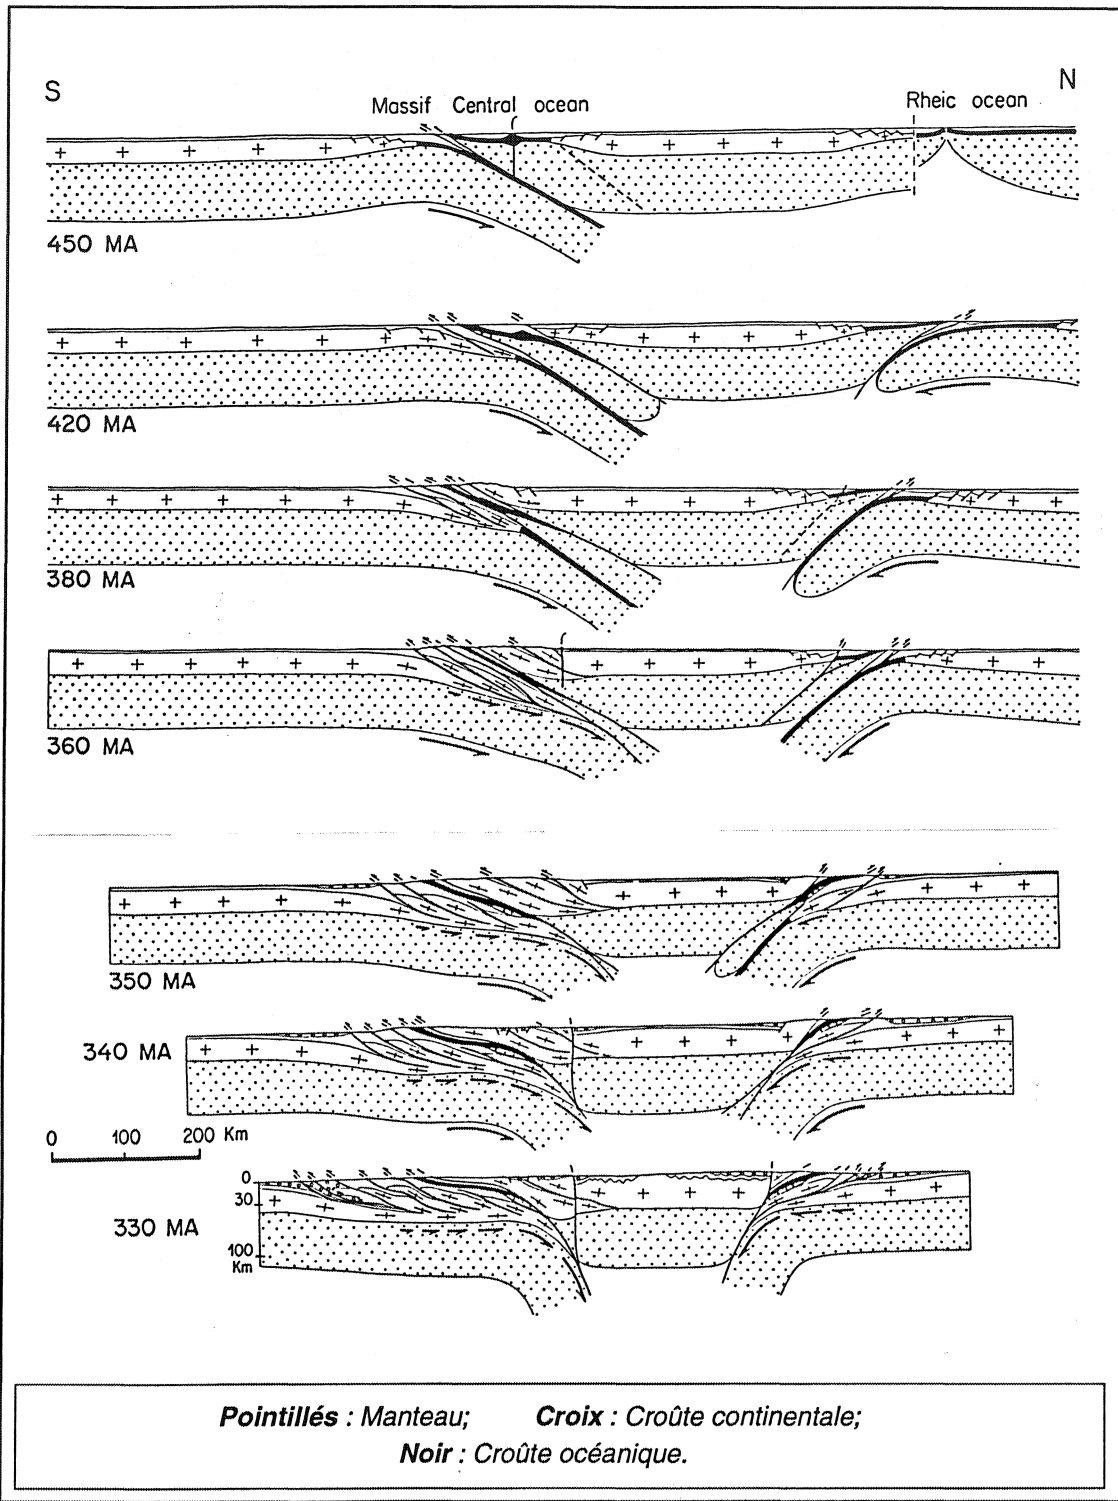 S
N
Massif Central ocean
Rheic ocean
450 MA
420 MA
380 MA
360 MA
350 MA
340 MA
0 100 200 Km
0
30
330 MA
100
Km
Pointillés : Manteau; Croix : Croûte continentale;
Noir : Croûte océanique.